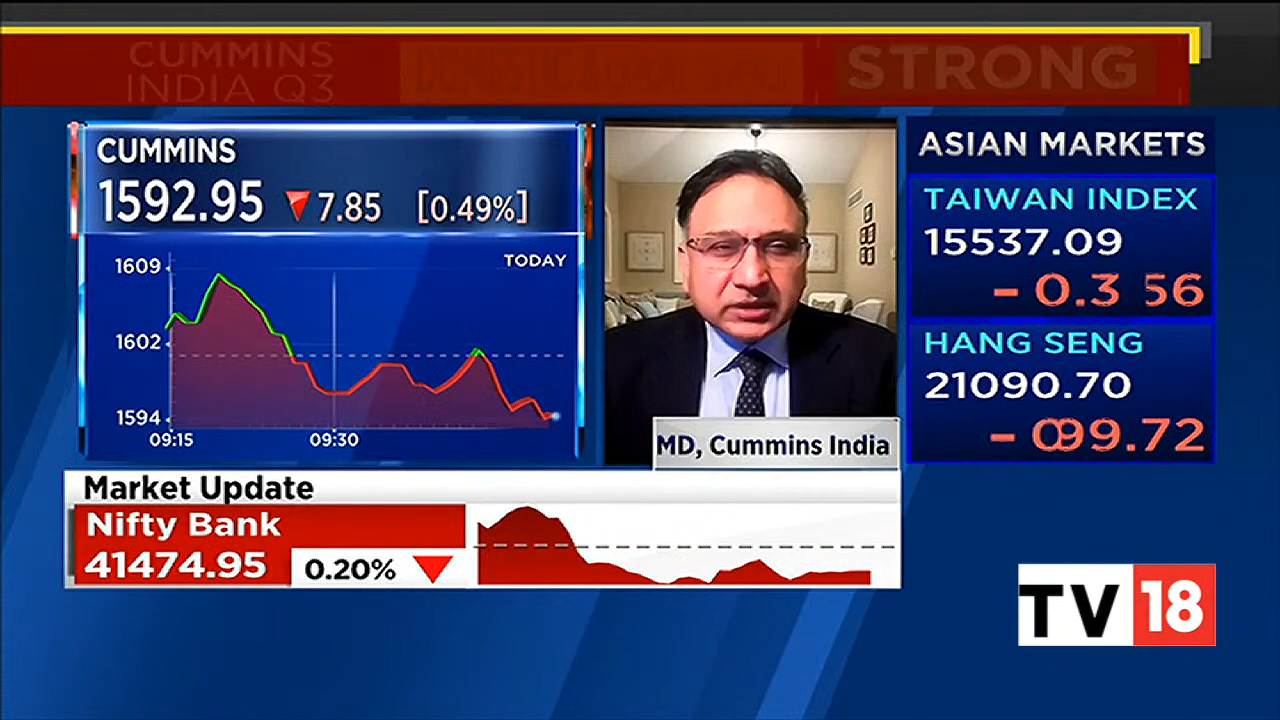 CUMMINS
INDIA Q3
STRONG
CUMMINS
1592.95 7.85 [0.49%]
TODAY
1609
1602
1594
09:15 09:30
MD, Cummins India
ASIAN MARKETS
TAIWAN INDEX
15537.09
HANG SENG
21090.70
Market Update
Nifty Bank
41474.95 0.20%
TV18